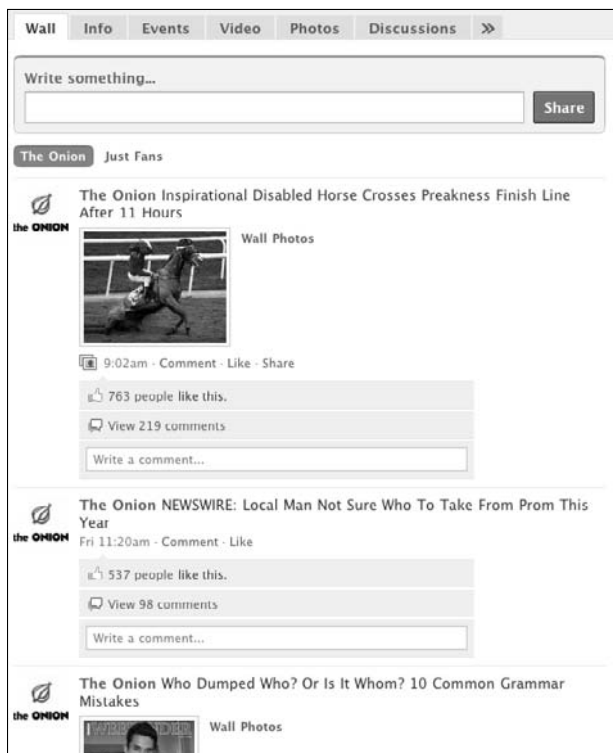 Wall Info Events Video Photos Discussions »
Write something...
Share
The Onion Just Fans
The Onion Inspirational Disabled Horse Crosses Preakness Finish Line
After 11 Hours
the ONION
Wall Photos
9:02am · Comment · Like · Share
763 people like this.
View 219 comments
Write a comment...
The Onion NEWSWIRE: Local Man Not Sure Who To Take From Prom This
Year
the ONION
Fri 11:20am · Comment · Like
537 people like this.
View 98 comments
Write a comment...
The Onion Who Dumped Who? Or Is It Whom? 10 Common Grammar
Mistakes
the ONION
Wall Photos